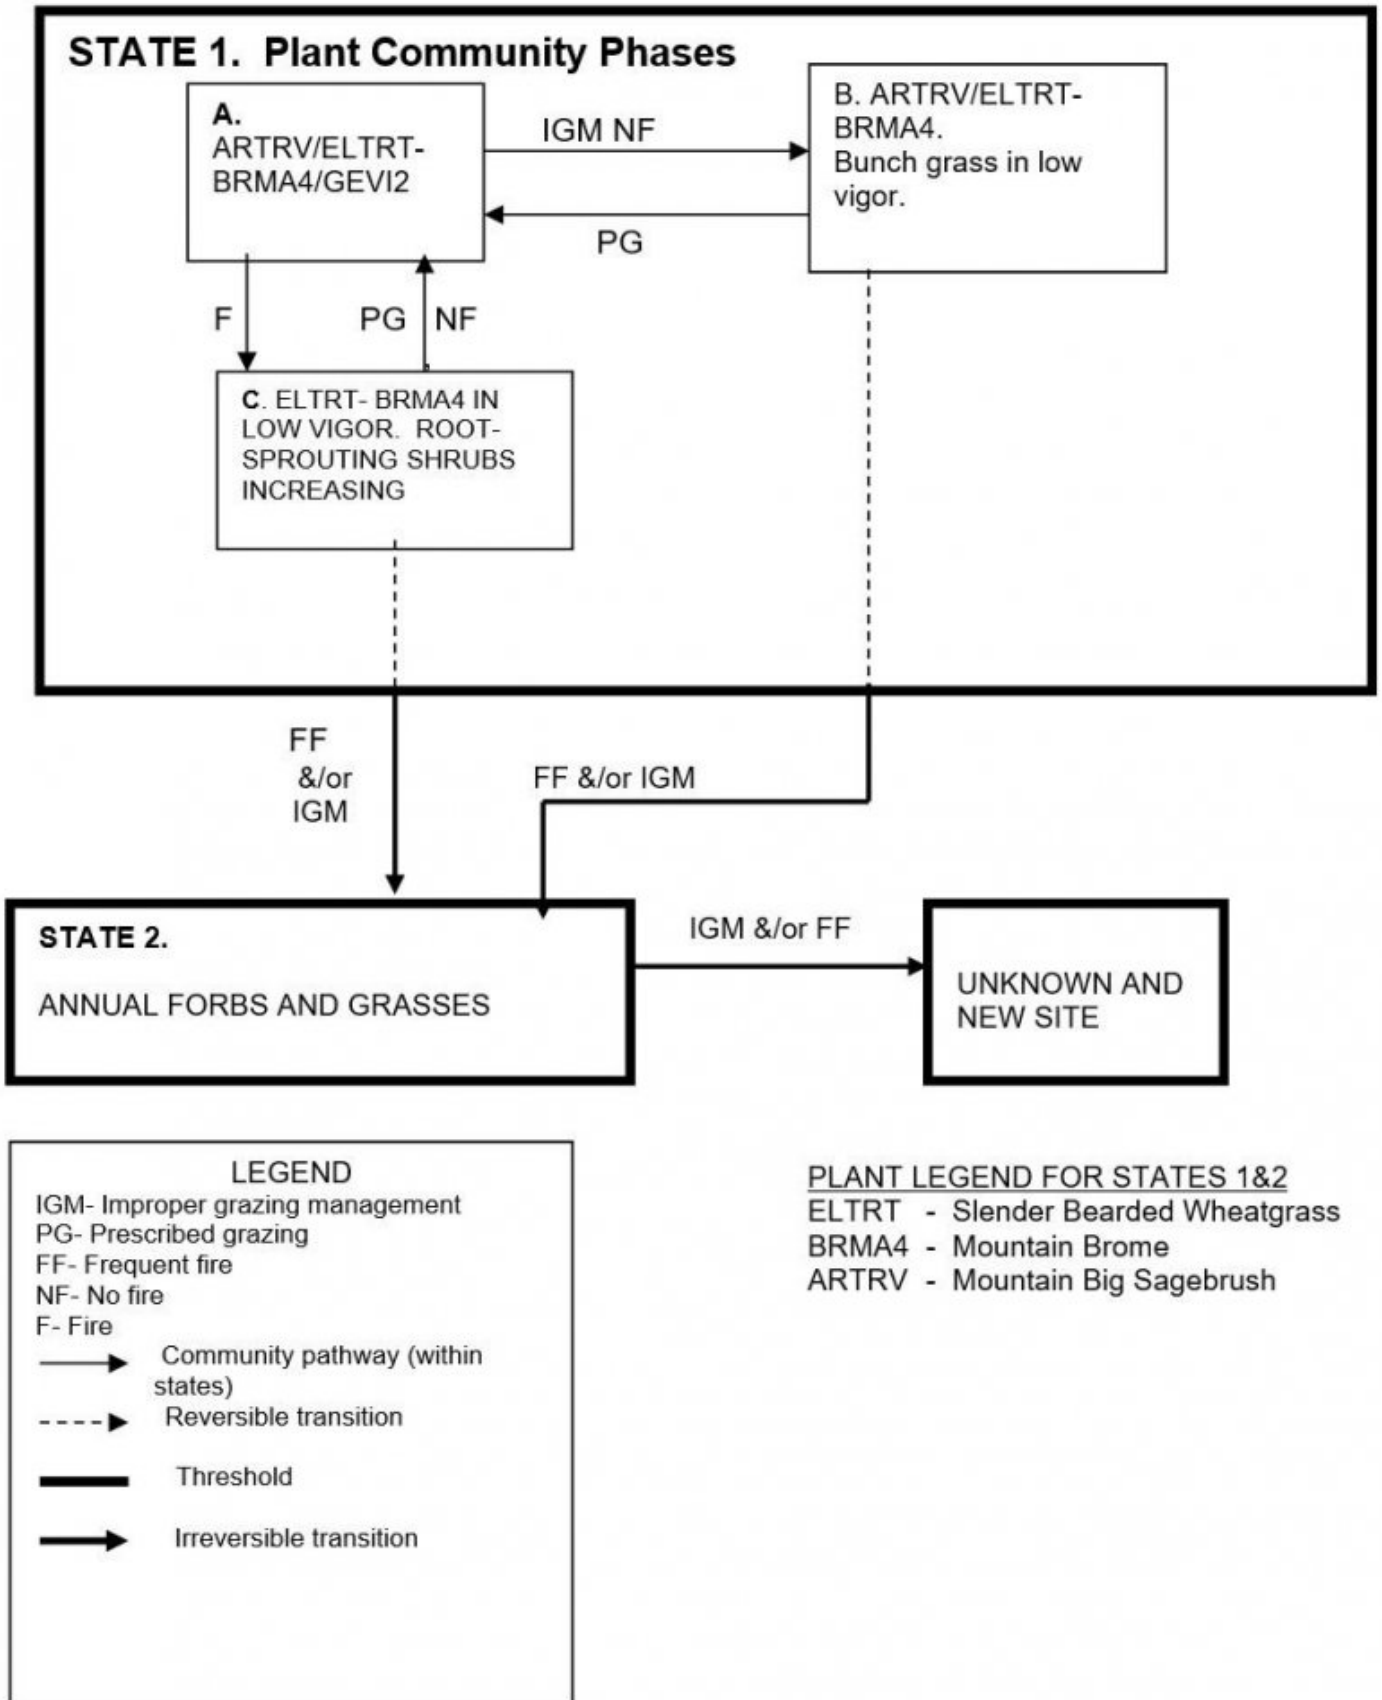 STATE 1. Plant Community Phases
A.
ARTRV/ELTRT-
BRMA4/GEVI2
IGM NF
B. ARTRV/ELTRT-
BRMA4.
Bunch grass in low
vigor.
PG
F
PG NF
C. ELTRT- BRMA4 IN
LOW VIGOR. ROOT-
SPROUTING SHRUBS
INCREASING
FF
&/or
IGM
FF &/or IGM
STATE 2.
ANNUAL FORBS AND GRASSES
IGM &/or FF
UNKNOWN AND
NEW SITE
LEGEND
IGM- Improper grazing management
PG- Prescribed grazing
FF- Frequent fire
NF- No fire
F- Fire
Community pathway (within
states)
Reversible transition
Threshold
Irreversible transition
PLANT LEGEND FOR STATES 1&2
ELTRT - Slender Bearded Wheatgrass
BRMA4 - Mountain Brome
ARTRV - Mountain Big Sagebrush